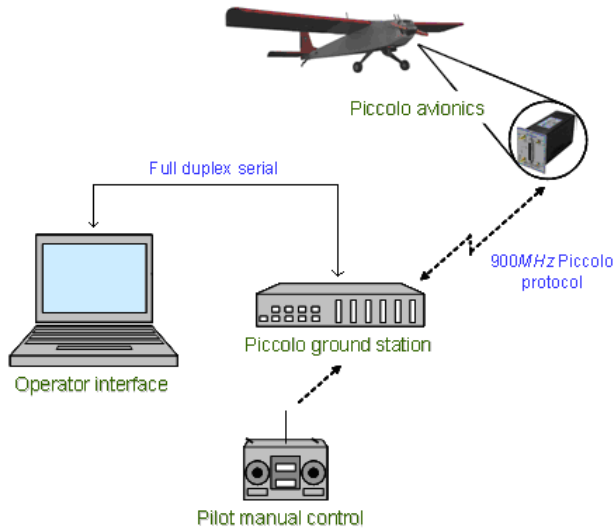 Piccolo avionics
Full duplex serial
900MHz Piccolo
protocol
Piccolo ground station
Operator interface
Pilot manual control